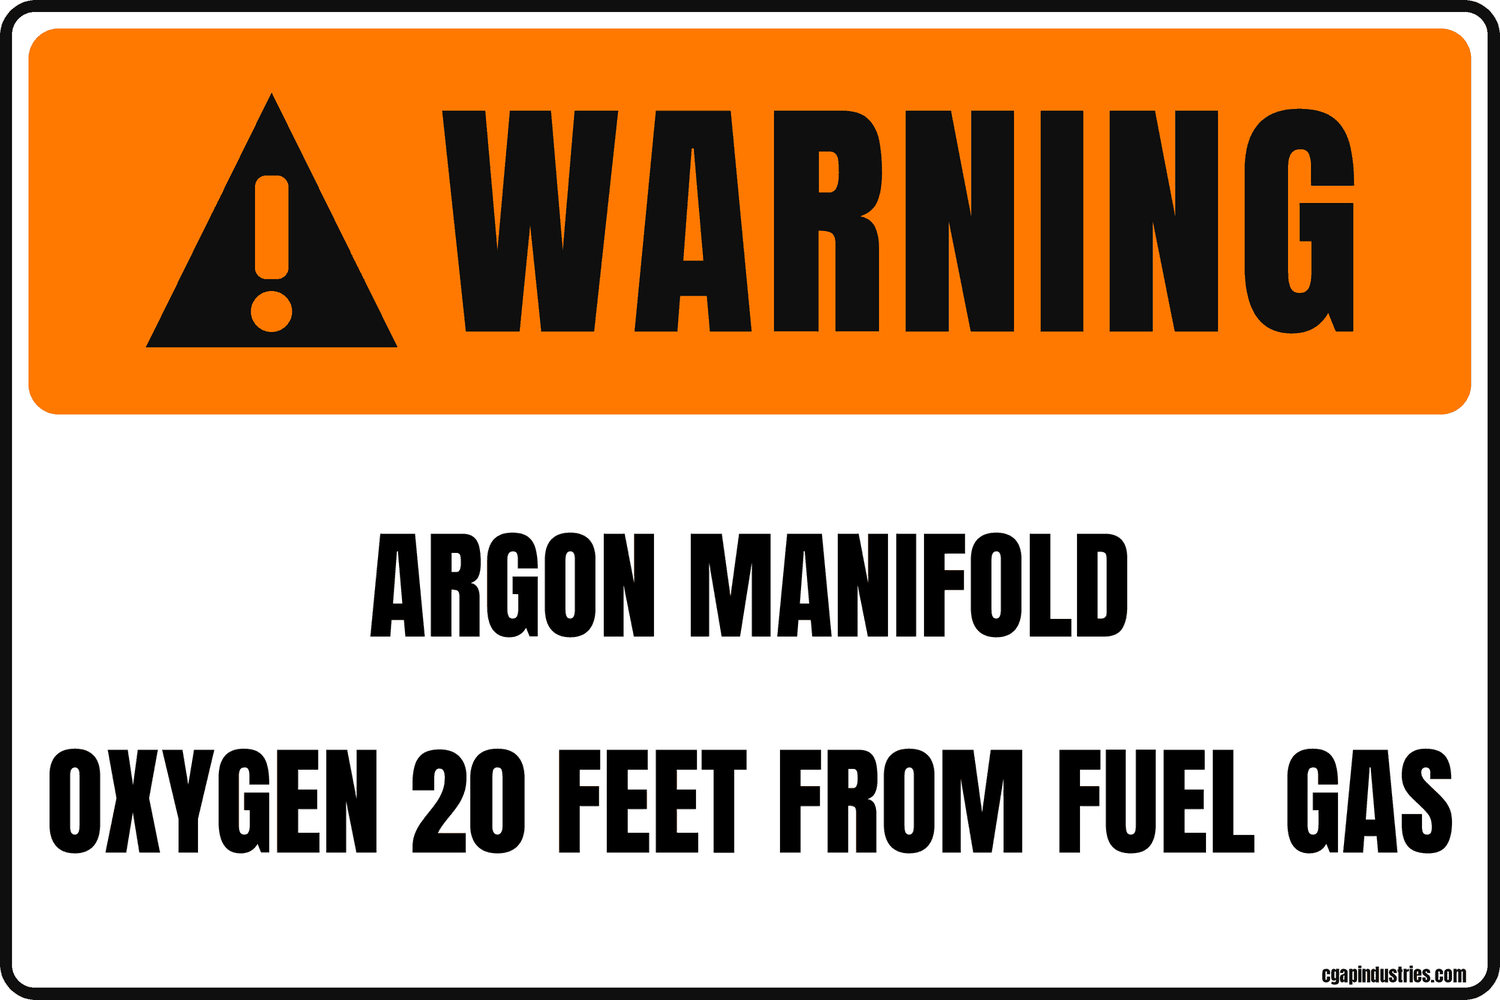 WARNING
ARGON MANIFOLD
OXYGEN 20 FEET FROM FUEL GAS
cgapindustries.com